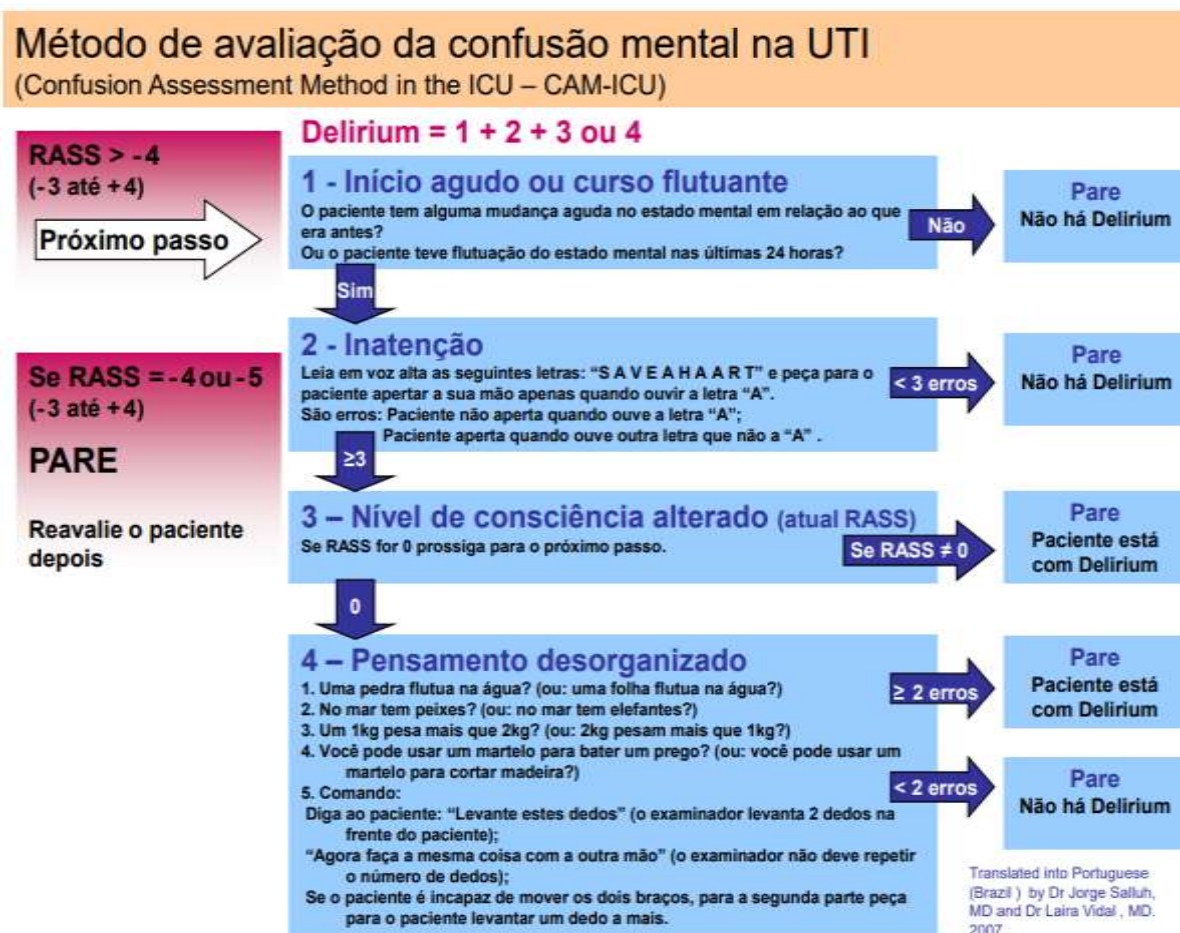 Método de avaliação da confusão mental na UTI
(Confusion Assessment Method in the ICU – CAM-ICU)
RASS > -4
(-3 até +4)
Próximo passo
Delirium = 1 + 2 + 3 ou 4
1 - Início agudo ou curso flutuante
O paciente tem alguma mudança aguda no estado mental em relação ao que
era antes?
Ou o paciente teve flutuação do estado mental nas últimas 24 horas?
Não
Pare
Não há Delirium
Sim
Se RASS = -4 ou -5
(-3 até +4)
PARE
Reavalie o paciente
depois
2 - Inatenção
Leia em voz alta as seguintes letras: “S A V E A H A A R T” e peça para o
paciente apertar a sua mão apenas quando ouvir a letra “A”.
São erros: Paciente não aperta quando ouve a letra “A”;
Paciente aperta quando ouve outra letra que não a “A” .
< 3 erros
Pare
Não há Delirium
≥3
3 – Nível de consciência alterado (atual RASS)
Se RASS for 0 prossiga para o próximo passo.
Se RASS ≠ 0
Pare
Paciente está
com Delirium
0
4 – Pensamento desorganizado
1. Uma pedra flutua na água? (ou: uma folha flutua na água?)
2. No mar tem peixes? (ou: no mar tem elefantes?)
3. Um 1kg pesa mais que 2kg? (ou: 2kg pesam mais que 1kg?)
4. Você pode usar um martelo para bater um prego? (ou: você pode usar um
martelo para cortar madeira?)
5. Comando:
Diga ao paciente: “Levante estes dedos” (o examinador levanta 2 dedos na
frente do paciente);
“Agora faça a mesma coisa com a outra mão” (o examinador não deve repetir
o número de dedos);
Se o paciente é incapaz de mover os dois braços, para a segunda parte peça
para o paciente levantar um dedo a mais.
≥ 2 erros
Pare
Paciente está
com Delirium
< 2 erros
Pare
Não há Delirium
Translated into Portuguese
(Brazil ) by Dr Jorge Salluh,
MD and Dr Laira Vidal , MD.
2007